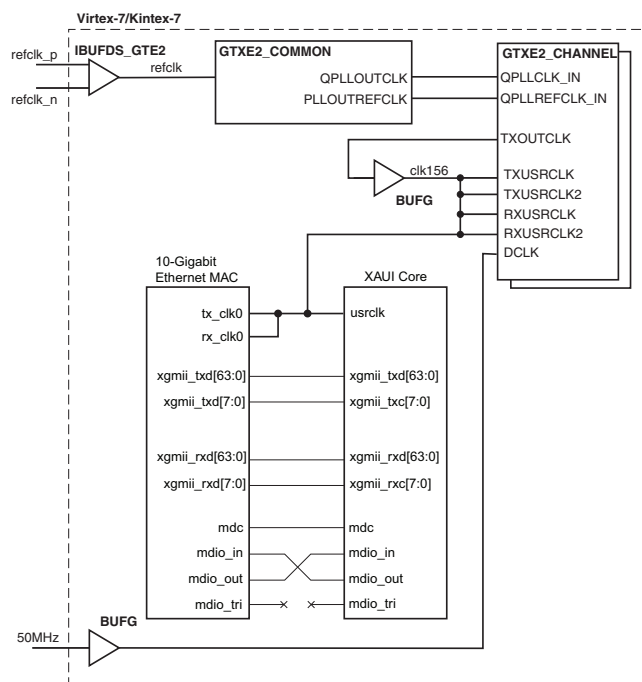 Virtex-7/Kintex-7
refclk_p
IBUFDS_GTE2
refclk
refclk_n
GTXE2_COMMON
QPLLOUTCLK
PLLOUTREFCLK
GTXE2_CHANNEL
QPLLCLK_IN
QPLLREFCLK_IN
TXOUTCLK
clk156
BUFG
TXUSRCLK
TXUSRCLK2
RXUSRCLK
RXUSRCLK2
DCLK
10-Gigabit
Ethernet MAC
XAUI Core
tx_clk0
usrclk
rx_clk0
xgmii_txd[63:0]
xgmii_txd[63:0]
xgmii_txd[7:0]
xgmii_txc[7:0]
xgmii_rxd[63:0]
xgmii_rxd[63:0]
xgmii_rxd[7:0]
xgmii_rxc[7:0]
mdc
mdc
mdio_in
mdio_in
mdio_out
mdio_out
mdio_tri
mdio_tri
BUFG
50MHz